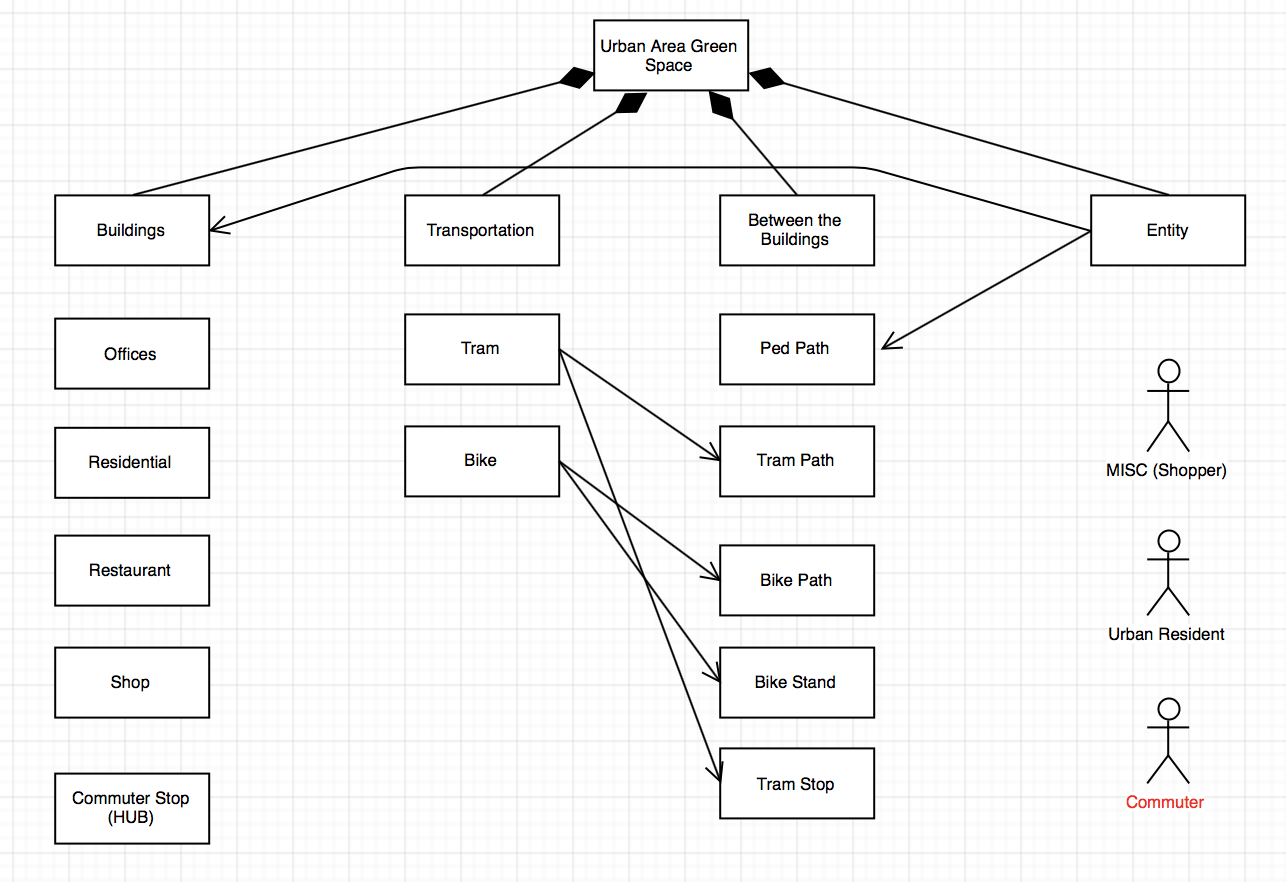 Urban Area Green
Space
Buildings
Transportation
Between the
Buildings
Entity
Offices
Tram
Ped Path
Residential
Bike
Tram Path
MISC (Shopper)
Restaurant
Bike Path
Urban Resident
Shop
Bike Stand
Commuter Stop
(HUB)
Tram Stop
Commuter